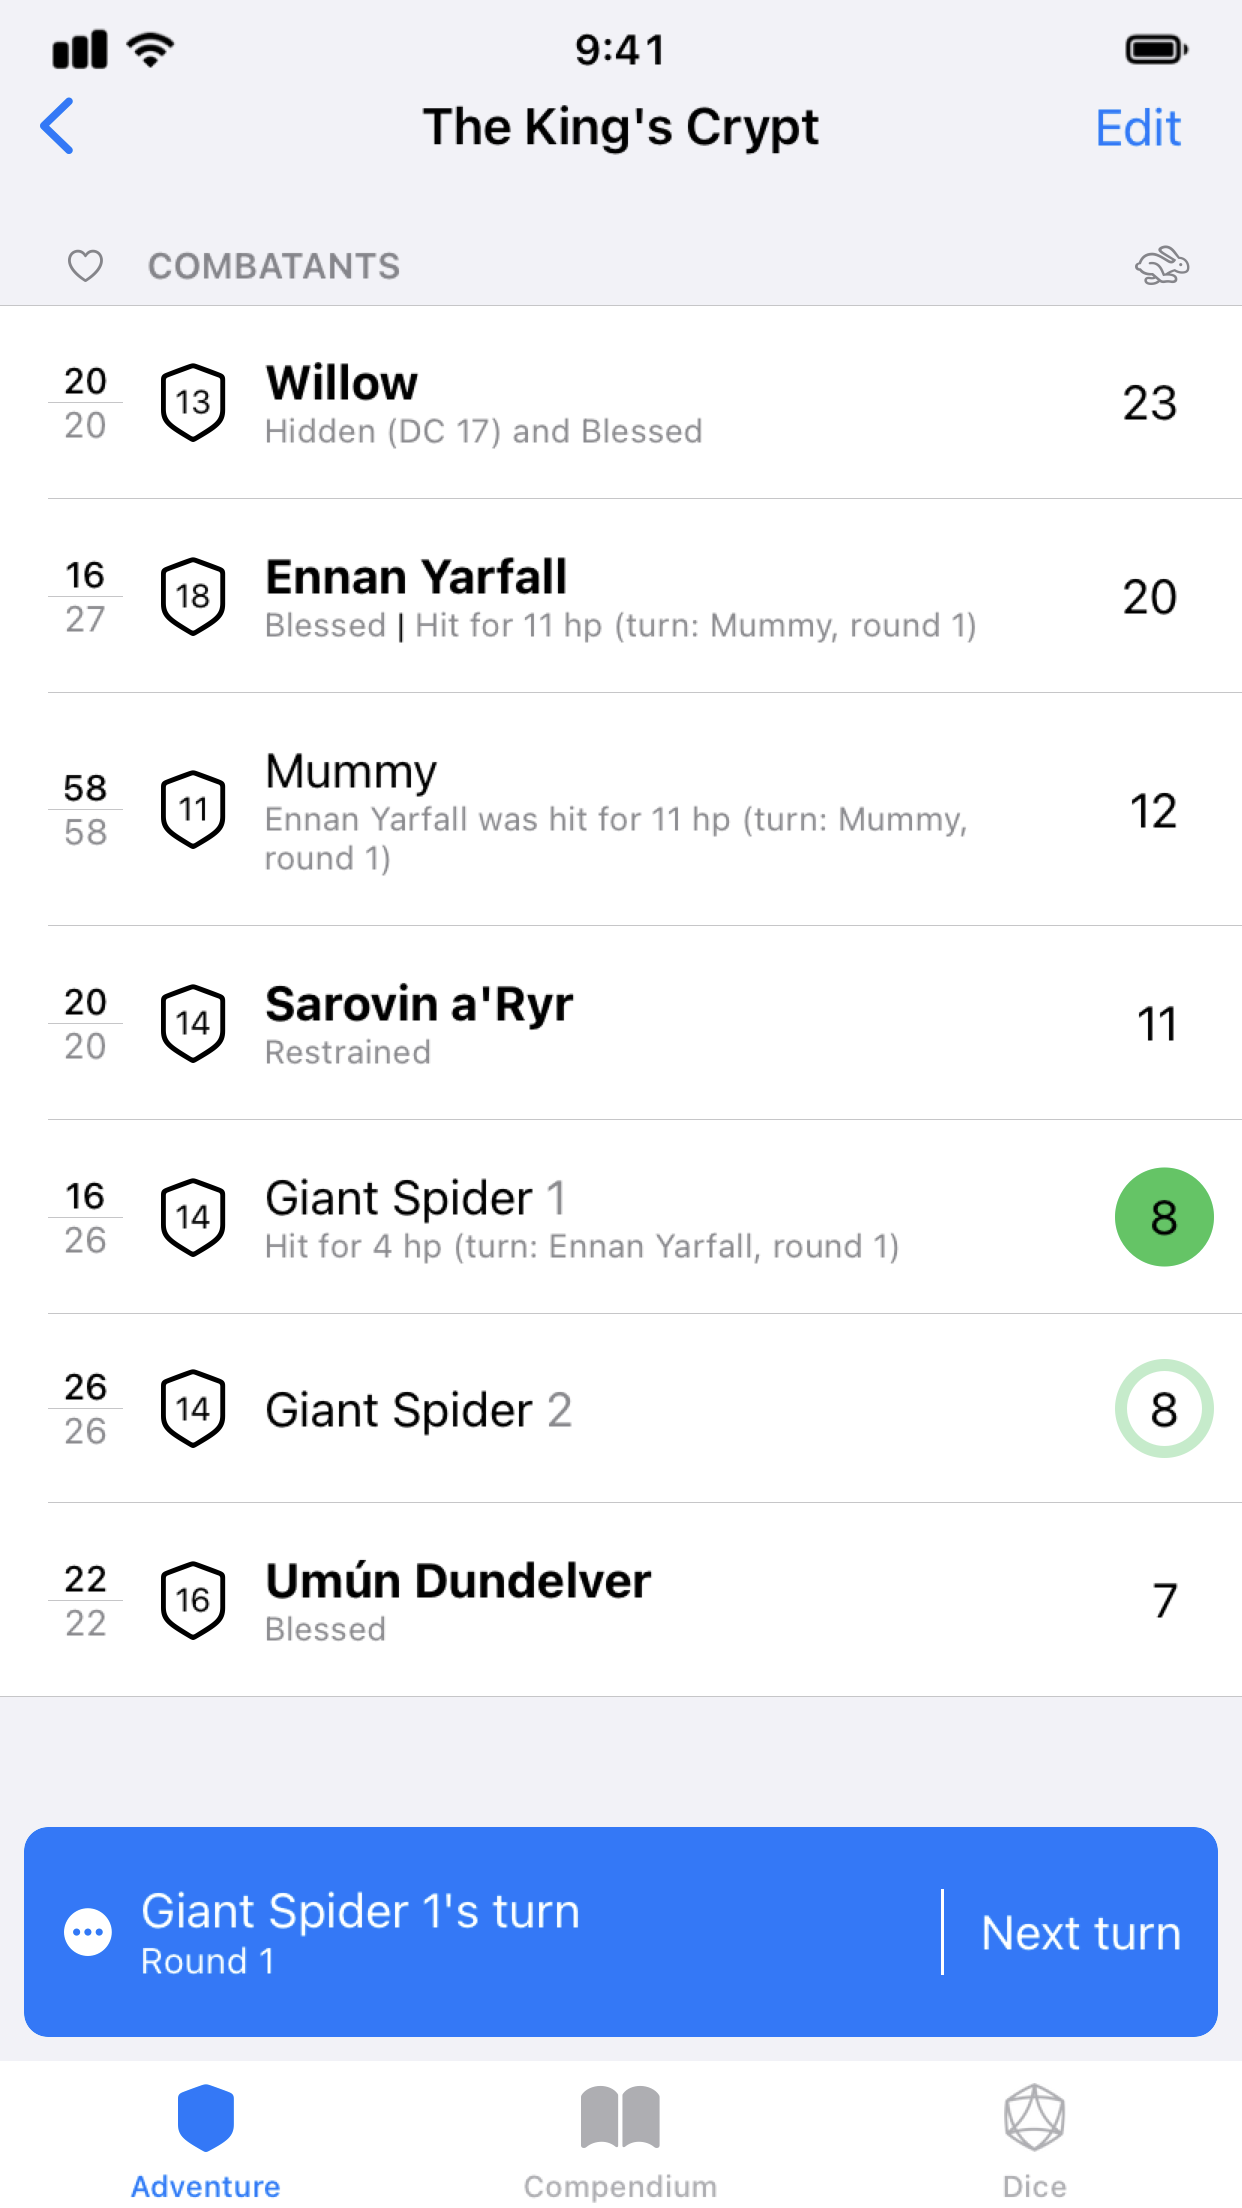 9:41
The King's Crypt
Edit
COMBATANTS
20
20
13
Willow
Hidden (DC 17) and Blessed
23
16
27
18
Ennan Yarfall
Blessed | Hit for 11 hp (turn: Mummy, round 1)
20
58
58
11
Mummy
Ennan Yarfall was hit for 11 hp (turn: Mummy,
round 1)
12
20
20
14
Sarovin a'Ryr
Restrained
11
16
26
14
Giant Spider 1
Hit for 4 hp (turn: Ennan Yarfall, round 1)
8
26
26
14
Giant Spider 2
8
22
22
16
Umún Dundelver
Blessed
7
Giant Spider 1's turn
Round 1
Next turn
Adventure
Compendium
Dice